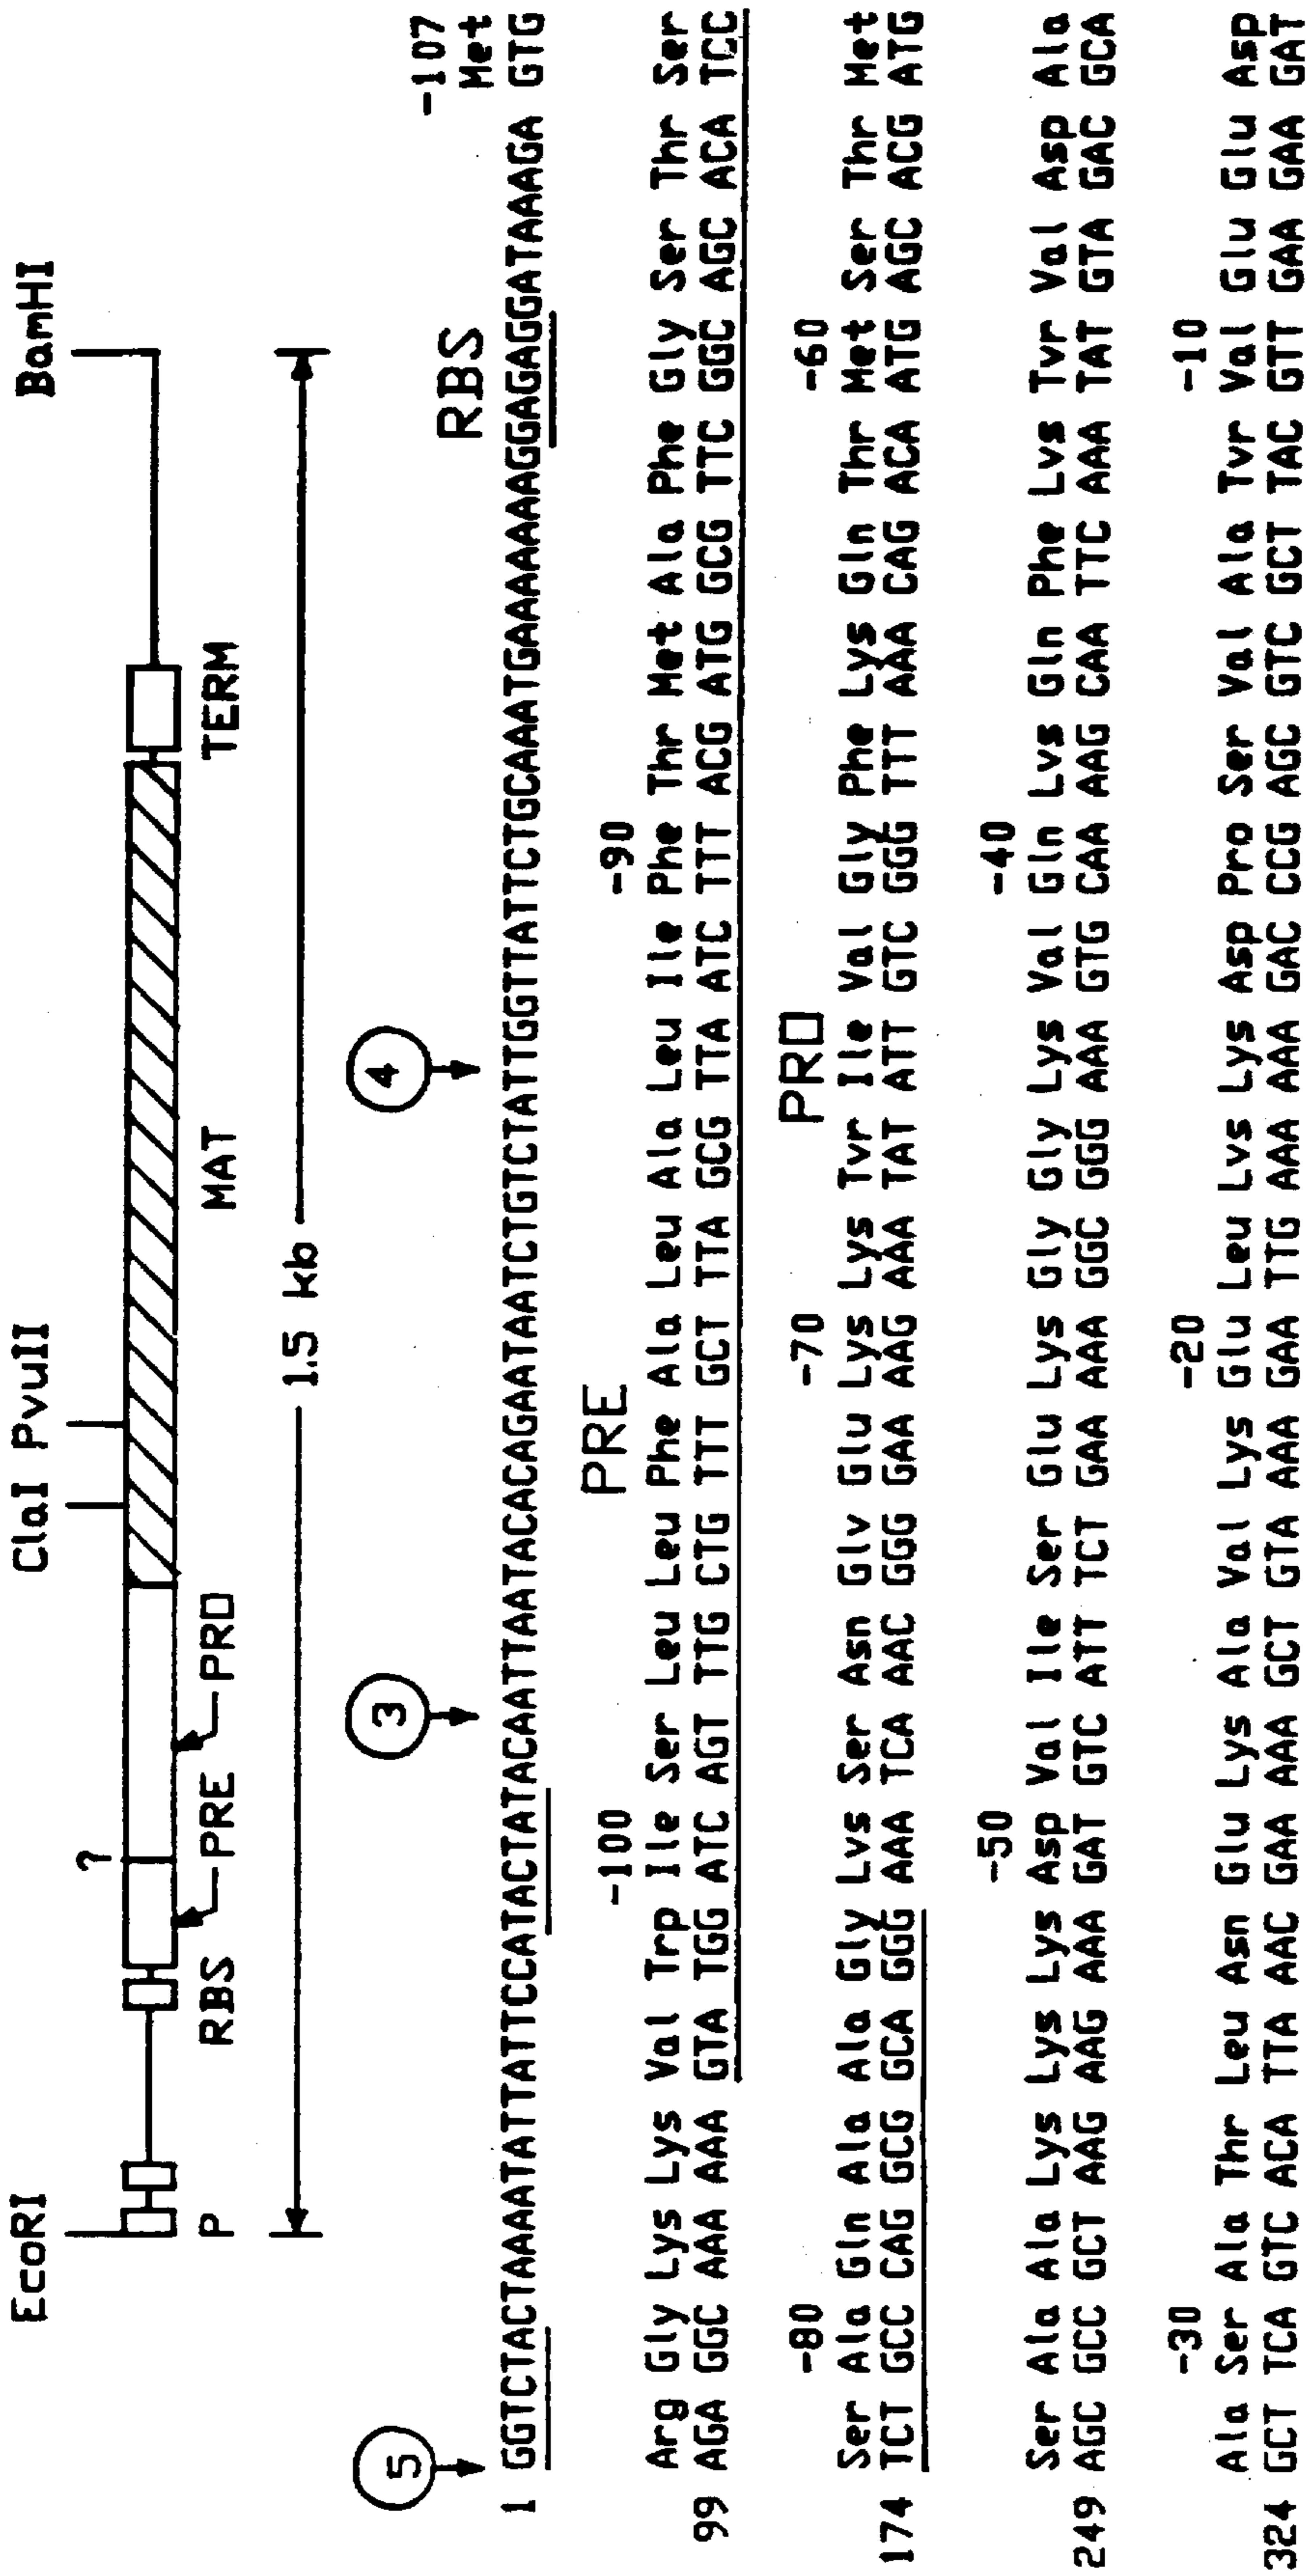 EcoRI ClaI PvuII BamHI
?
P RBS PRE PRO MAT TERM
1.5 kb
5 3 4 RBS -107
Met
1 GGTCTACTAAAATATTATTCCATACTATACAATTAATACACAGAATAATCTGTCTATTGGTTATTCTGCAAATGAAAAAAAGGAGAGGATAAAGA GTG
PRE
-100 -90
Arg Gly Lys Lys Val Trp Ile Ser Leu Leu Phe Ala Leu Ala Leu Ile Phe Thr Met Ala Phe Gly Ser Thr Ser
99 AGA GGC AAA AAA GTA TGG ATC AGT TTG CTG TTT GCT TTA GCG TTA ATC TTT ACG ATG GCG TTC GGC AGC ACA TCC
PRO
-80 -70 -60
Ser Ala Gln Ala Ala Gly Lvs Ser Asn Glv Glu Lys Lys Tvr Ile Val Gly Phe Lys Gln Thr Met Ser Thr Met
174 TCT GCC CAG GCG GCA GGG AAA TCA AAC GGG GAA AAG AAA TAT ATT GTC GGG TTT AAA CAG ACA ATG AGC ACG ATG
-50 -40
Ser Ala Ala Lys Lys Lys Asp Val Ile Ser Glu Lys Gly Gly Lys Val Gln Lvs Gln Phe Lvs Tvr Val Asp Ala
249 AGC GCC GCT AAG AAG AAA GAT GTC ATT TCT GAA AAA GGC GGG AAA GTG CAA AAG CAA TTC AAA TAT GTA GAC GCA
-30 -20 -10
Ala Ser Ala Thr Leu Asn Glu Lys Ala Val Lys Glu Leu Lvs Lys Asp Pro Ser Val Ala Tvr Val Glu Glu Asp
324 GCT TCA GTC ACA TTA AAC GAA AAA GCT GTA AAA GAA TTG AAA AAA GAC CCG AGC GTC GCT TAC GTT GAA GAA GAT